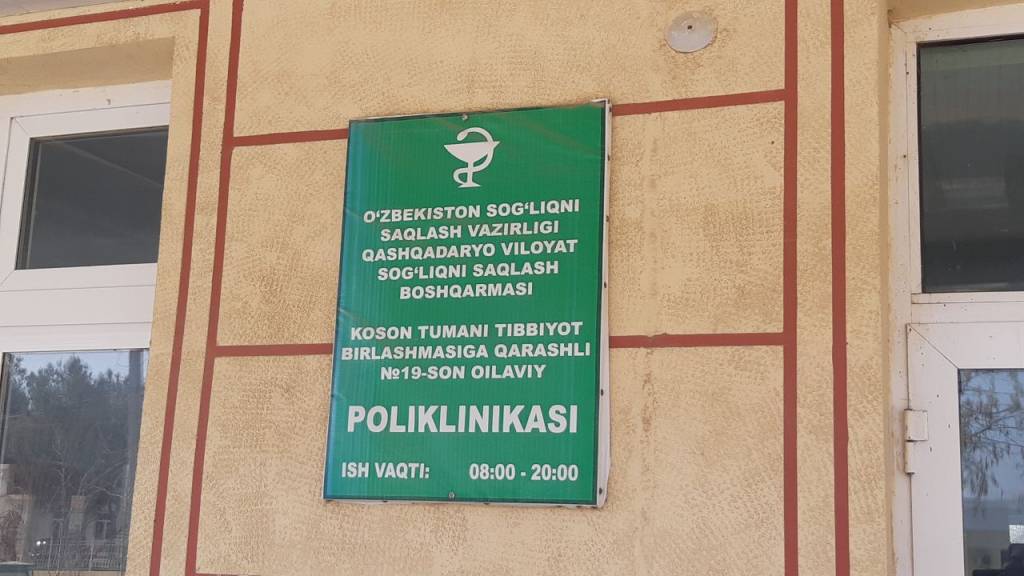 O‘ZBEKISTON SOG‘LIQNI
SAQLASH VAZIRLIGI
QASHQADARYO VILOYAT
SOG‘LIQNI SAQLASH
BOSHQARMASI
KOSON TUMANI TIBBIYOT
BIRLASHMASIGA QARASHLI
№19-SON OILAVIY
POLIKLINIKASI
ISH VAQTI: 08:00 - 20:00